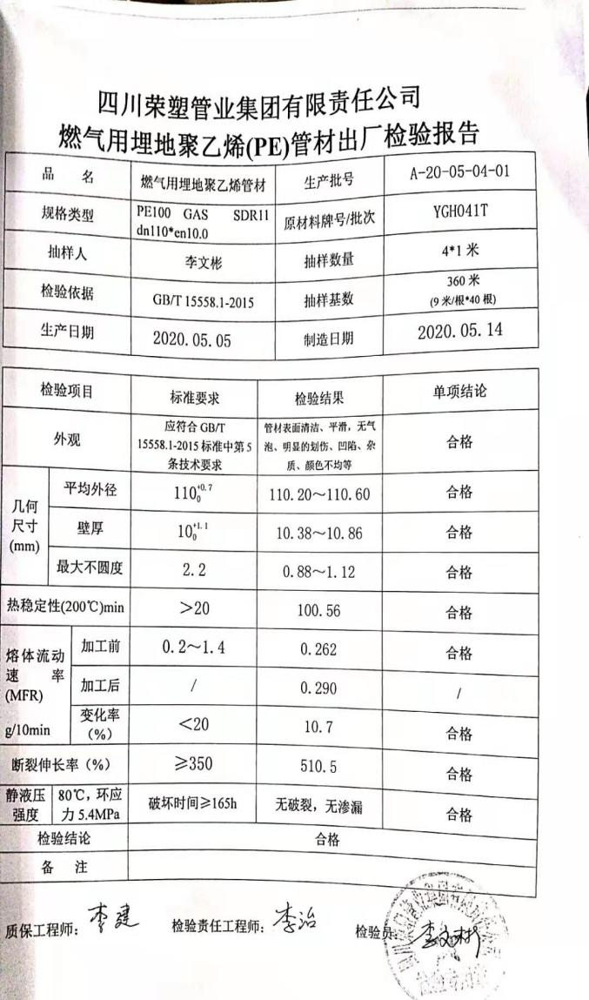 四川荣塑管业集团有限责任公司
燃气用埋地聚乙烯(PE)管材出厂检验报告
品 名 燃气用埋地聚乙烯管材 生产批号 A-20-05-04-01
规格类型 PE100 GAS SDR11 dn110*en10.0 原材料牌号/批次 YGH041T
抽样人 李文彬 抽样数量 4*1 米
检验依据 GB/T 15558.1-2015 抽样基数 360 米 (9 米/根*40 根)
生产日期 2020.05.05 制造日期 2020.05.14
检验项目 标准要求 检验结果 单项结论
外观 应符合 GB/T 15558.1-2015 标准中第 5 条技术要求 管材表面清洁、平滑，无气泡、明显的划伤、凹陷、杂质、颜色不均等 合格
几何尺寸(mm) 平均外径 110 +0.7 0 110.20～110.60 合格
壁厚 10 +1.1 0 10.38～10.86 合格
最大不圆度 2.2 0.88～1.12 合格
热稳定性(200℃)min ＞20 100.56 合格
熔体流动速率(MFR) g/10min 加工前 0.2～1.4 0.262 合格
加工后 / 0.290 /
变化率（%） ＜20 10.7 合格
断裂伸长率（%） ≥350 510.5 合格
静液压强度 80℃，环应力 5.4MPa 破坏时间≥165h 无破裂，无渗漏 合格
检验结论 合格
备 注
质保工程师： 李建 检验责任工程师： 李治 检验员： 李文彬